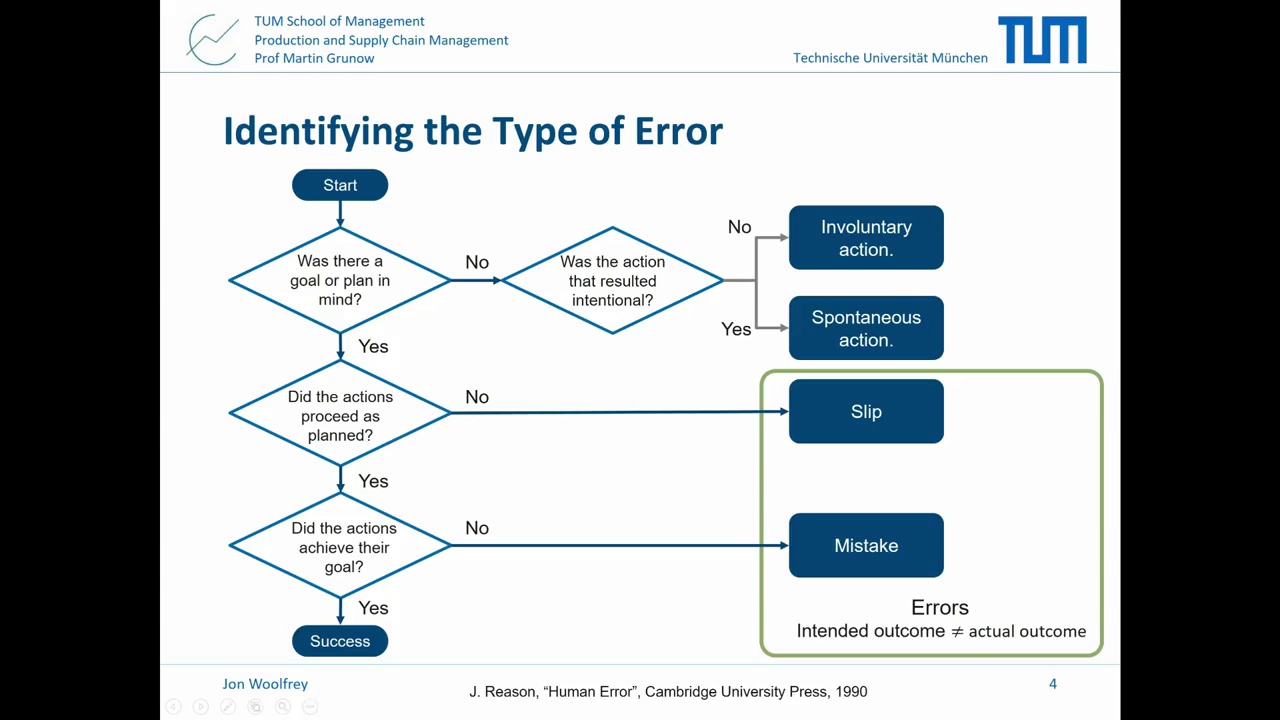 TUM School of Management
Production and Supply Chain Management
Prof Martin Grunow
Technische Universität München
TUM
Identifying the Type of Error
Start
Was there a
goal or plan in
mind?
No
Was the action
that resulted
intentional?
No
Involuntary
action.
Yes
Spontaneous
action.
Yes
Did the actions
proceed as
planned?
No
Slip
Yes
Did the actions
achieve their
goal?
No
Mistake
Yes
Success
Errors
Intended outcome ≠ actual outcome
Jon Woolfrey
J. Reason, “Human Error”, Cambridge University Press, 1990
4